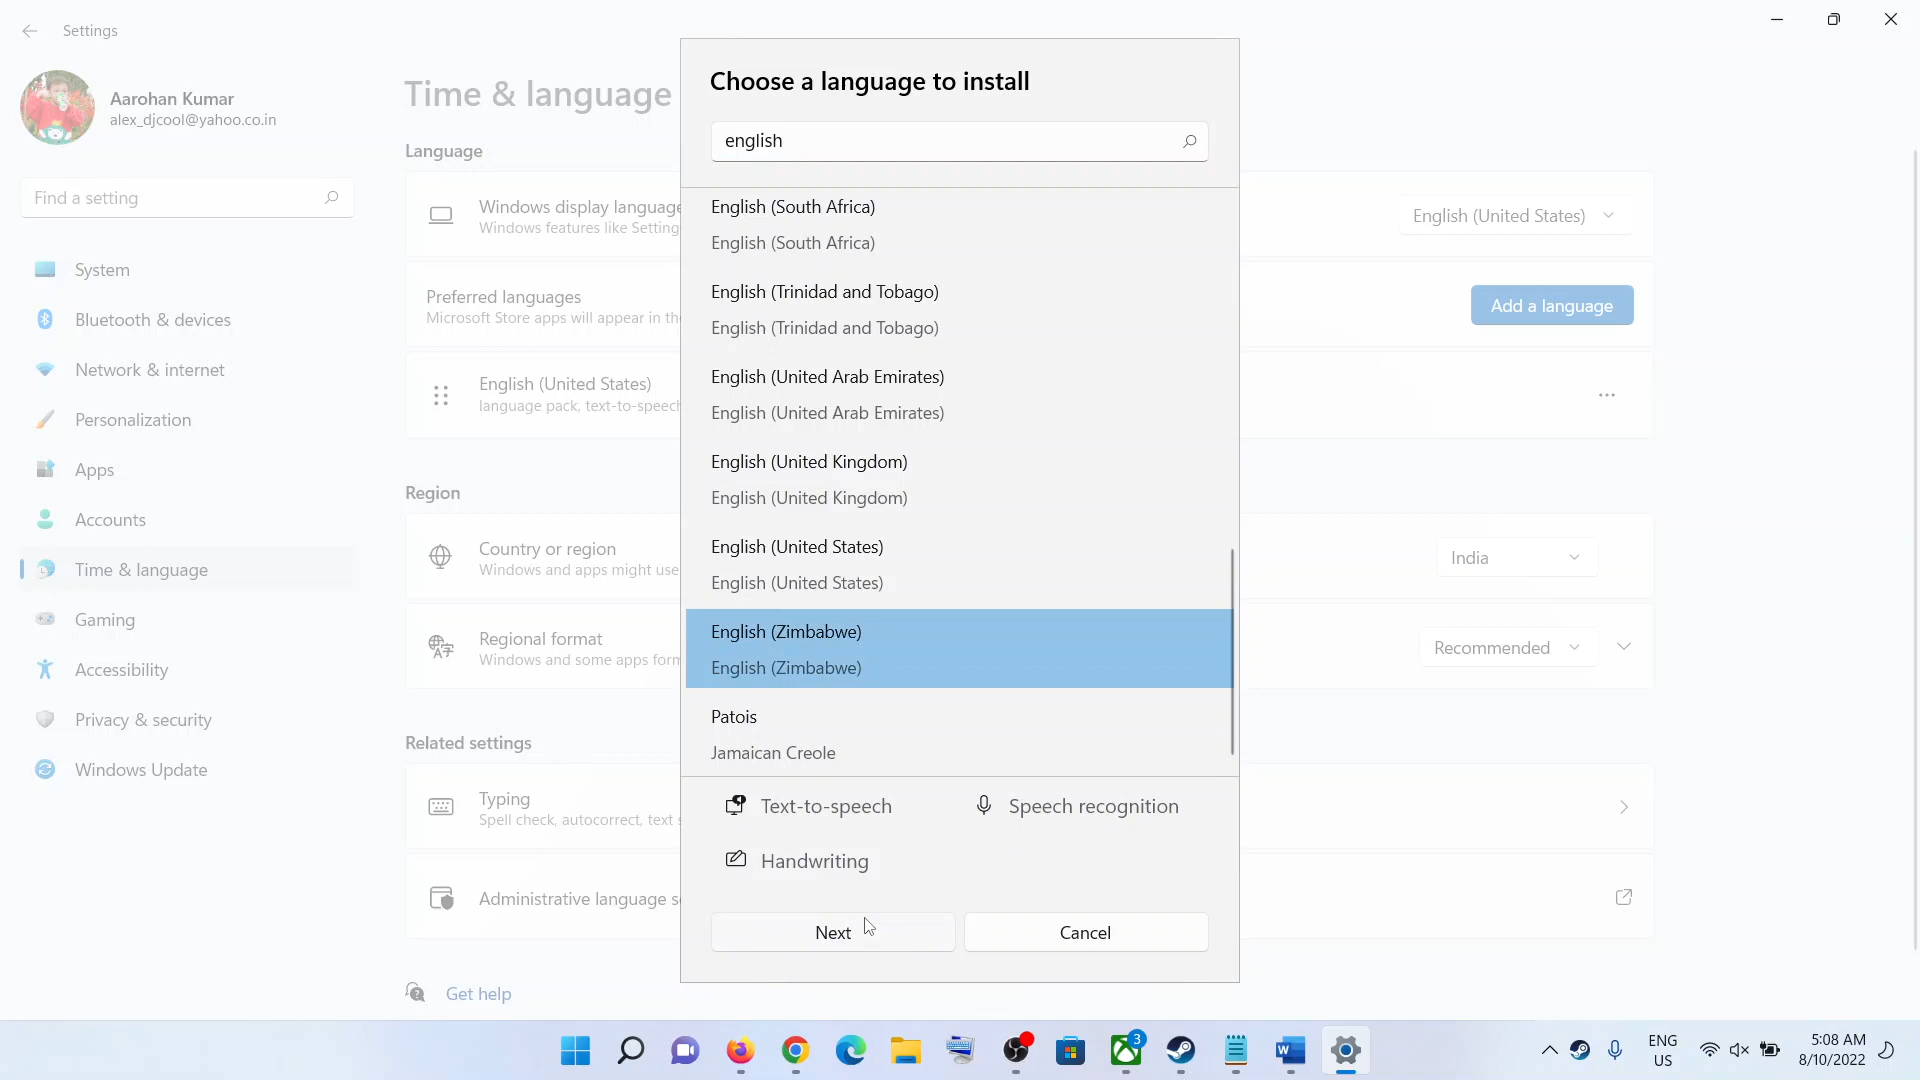 Settings
Aarohan Kumar
alex_djcool@yahoo.co.in
Find a setting
System
Bluetooth & devices
Network & internet
Personalization
Apps
Accounts
Time & language
Gaming
Accessibility
Privacy & security
Windows Update
Time & language
Language
Windows display language
Windows features like Setting
English (United States)
Preferred languages
Microsoft Store apps will appear in the
Add a language
English (United States)
language pack, text-to-speech
Region
Country or region
Windows and apps might use
India
Regional format
Windows and some apps form
Recommended
Related settings
Typing
Spell check, autocorrect, text s
Administrative language s
Get help
Choose a language to install
english
English (South Africa)
English (South Africa)
English (Trinidad and Tobago)
English (Trinidad and Tobago)
English (United Arab Emirates)
English (United Arab Emirates)
English (United Kingdom)
English (United Kingdom)
English (United States)
English (United States)
English (Zimbabwe)
English (Zimbabwe)
Patois
Jamaican Creole
Text-to-speech
Speech recognition
Handwriting
Next
Cancel
3
ENG
US
5:08 AM
8/10/2022